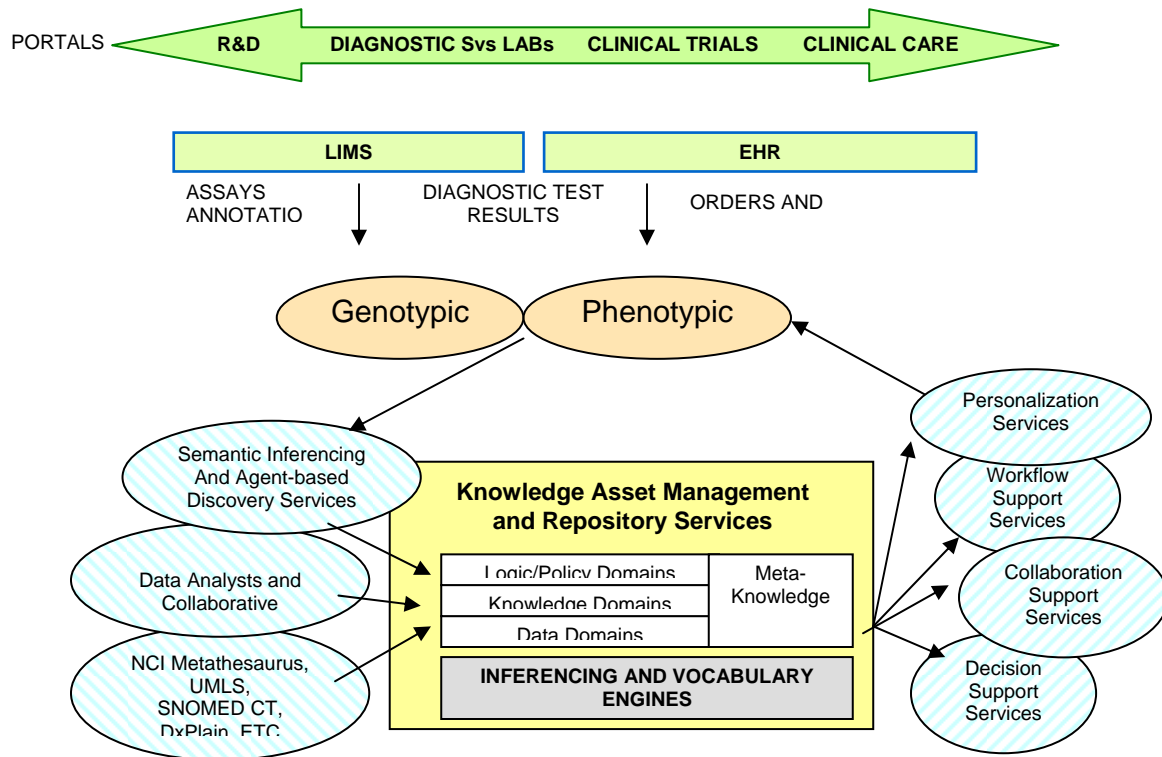 PORTALS
R&D DIAGNOSTIC Svs LABs CLINICAL TRIALS CLINICAL CARE
LIMS
EHR
ASSAYS
ANNOTATIO
DIAGNOSTIC TEST
RESULTS
ORDERS AND
Genotypic
Phenotypic
Semantic Inferencing
And Agent-based
Discovery Services
Data Analysts and
Collaborative
NCI Metathesaurus,
UMLS,
SNOMED CT,
DxPlain, ETC
Knowledge Asset Management
and Repository Services
Logic/Policy Domains
Knowledge Domains
Data Domains
Meta-
Knowledge
INFERENCING AND VOCABULARY
ENGINES
Personalization
Services
Workflow
Support
Services
Collaboration
Support
Services
Decision
Support
Services